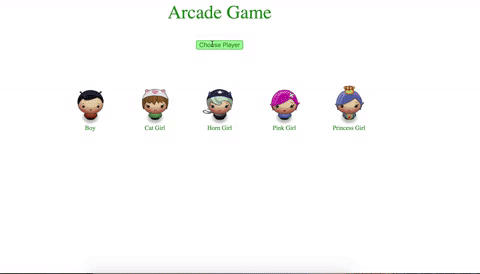 Arcade Game
Choose Player
Boy
Cat Girl
Horn Girl
Pink Girl
Princess Girl